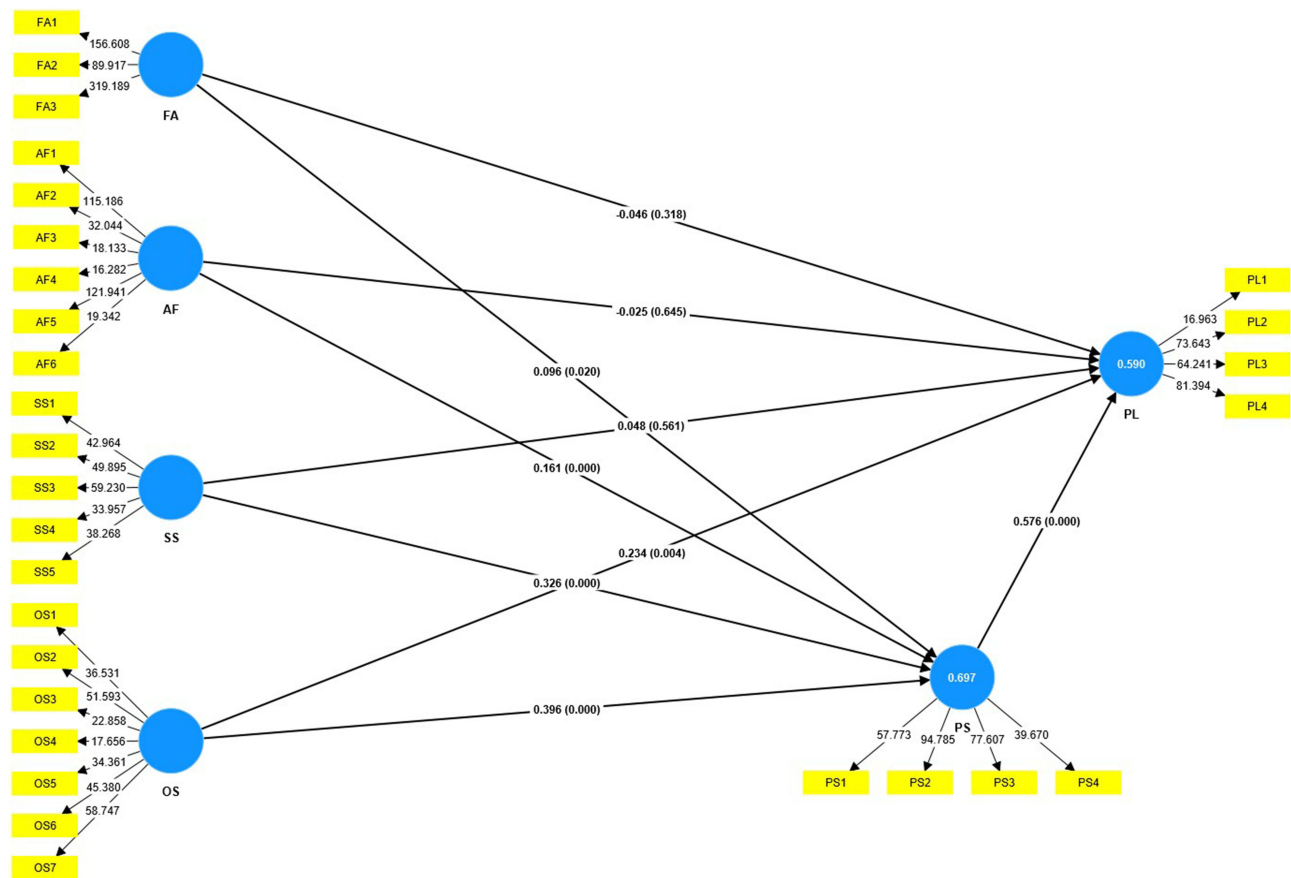 FA1
156.608
FA2
89.917
319.189
FA3
FA
AF1
115.186
AF2
32.044
AF3
18.133
AF4
16.282
121.941
AF5
19.342
AF6
AF
SS1
42.964
SS2
49.895
SS3
59.230
33.957
SS4
38.268
SS5
SS
OS1
36.531
OS2
51.593
OS3
22.858
OS4
17.656
34.361
OS5
45.380
OS6
58.747
OS7
OS
-0.046 (0.318)
-0.025 (0.645)
0.096 (0.020)
0.048 (0.561)
0.161 (0.000)
0.234 (0.004)
0.326 (0.000)
0.396 (0.000)
0.576 (0.000)
0.590
PL
PL1
16.963
PL2
73.643
PL3
64.241
81.394
PL4
0.697
PS
57.773
94.785
77.607
39.670
PS1
PS2
PS3
PS4